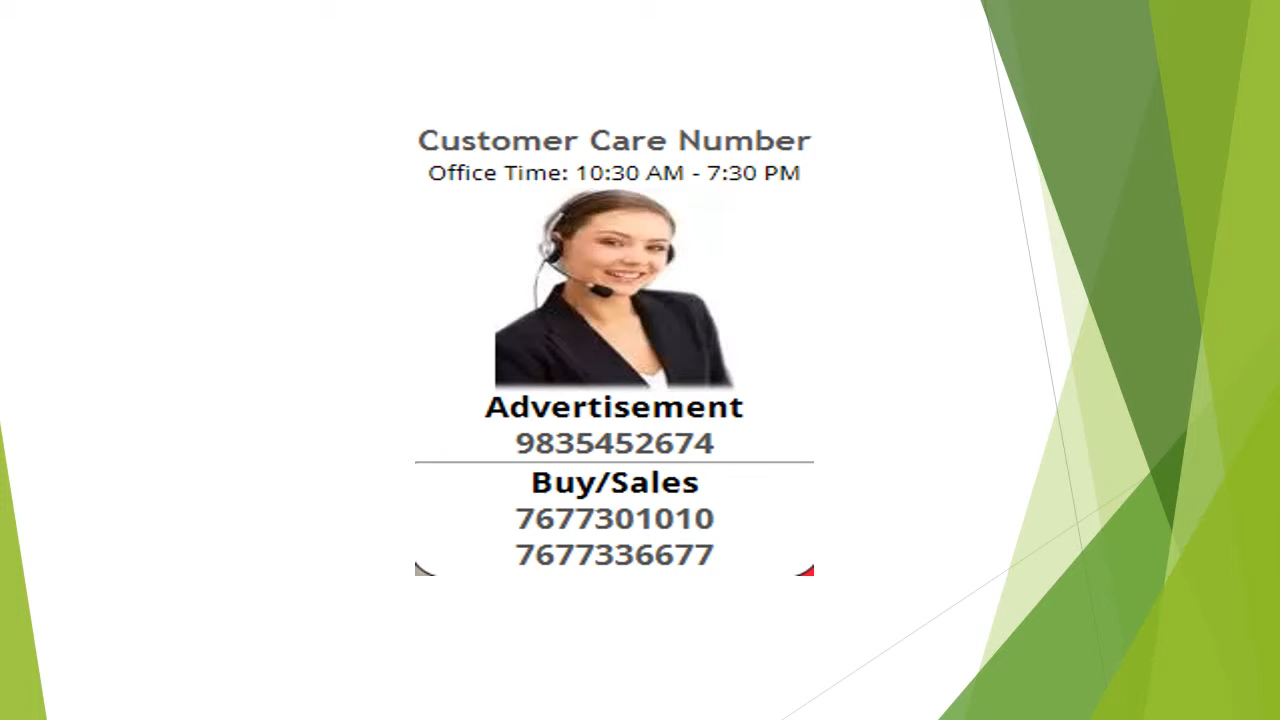 Customer Care Number
Office Time: 10:30 AM - 7:30 PM
Advertisement
9835452674
Buy/Sales
7677301010
7677336677